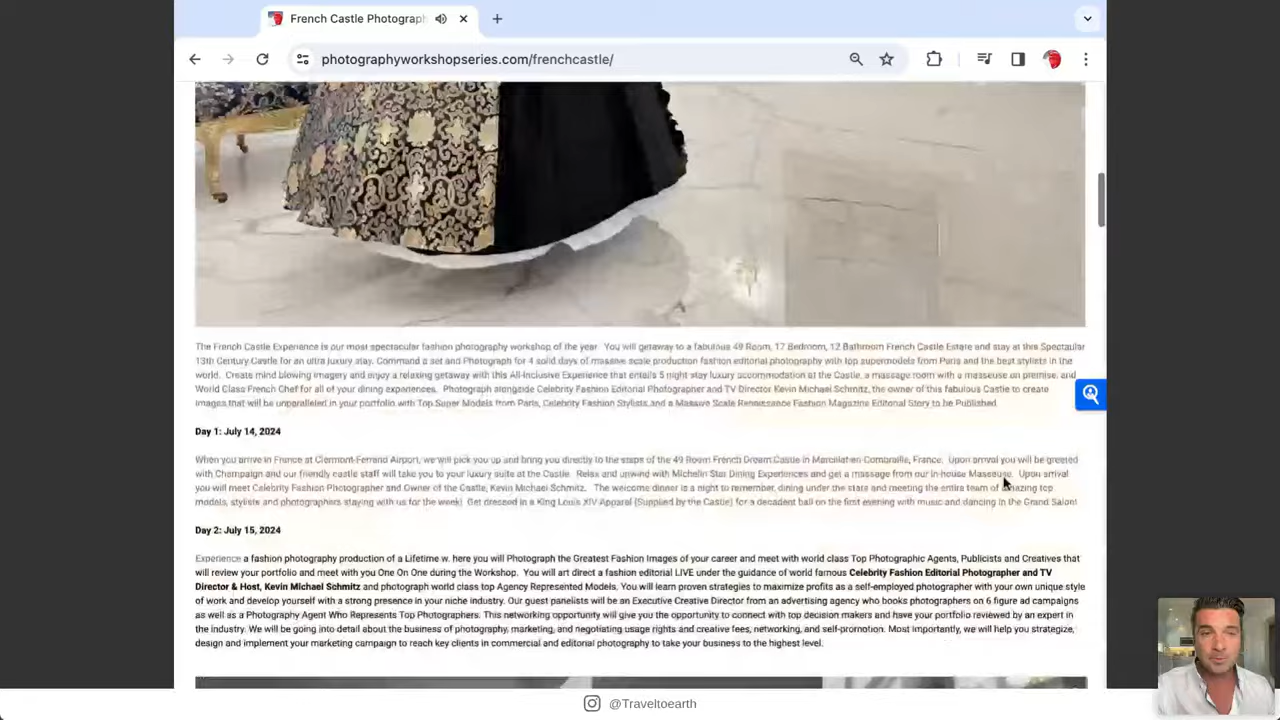 French Castle Photograph
photographyworkshopseries.com/frenchcastle/
The French Castle Experience is our most spectacular fashion photography workshop of the year. You will getaway to a fabulous 49 Room, 17 Bedroom, 12 Bathroom French Castle Estate and stay at this Spectacular
13th Century Castle for an ultra luxury stay. Command a set and Photograph for 4 solid days of massive scale production fashion editorial photography with top supermodels from Paris and the best stylists in the
world. Create mind blowing imagery and enjoy a relaxing getaway with this All-Inclusive Experience that entails 5 night stay luxury accommodation at the Castle, a massage room with a masseuse on premise, and
World Class French Chef for all of your dining experiences. Photograph alongside Celebrity Fashion Editorial Photographer and TV Director Kevin Michael Schmitz, the owner of this fabulous Castle to create
images that will be unparalleled in your portfolio with Top Super Models from Paris, Celebrity Fashion Stylists and a Massive Scale Renaissance Fashion Magazine Editorial Story to be Published.
Day 1: July 14, 2024
When you arrive in France at Clermont-Ferrand Airport, we will pick you up and bring you directly to the steps of the 49 Room French Dream Castle in Marcillat-en-Combraille, France. Upon arrival you will be greeted
with Champaign and our friendly castle staff will take you to your luxury suite at the Castle. Relax and unwind with Michelin Star Dining Experiences and get a massage from our in-house Masseuse. Upon arrival
you will meet Celebrity Fashion Photographer and Owner of the Castle, Kevin Michael Schmitz. The welcome dinner is a night to remember, dining under the stars and meeting the entire team of amazing top
models, stylists and photographers staying with us for the week! Get dressed in a King Louis XIV Apparel (Supplied by the Castle) for a decadent ball on the first evening with music and dancing in the Grand Salon!
Day 2: July 15, 2024
Experience a fashion photography production of a Lifetime w. here you will Photograph the Greatest Fashion Images of your career and meet with world class Top Photographic Agents, Publicists and Creatives that
will review your portfolio and meet with you One On One during the Workshop. You will art direct a fashion editorial LIVE under the guidance of world famous Celebrity Fashion Editorial Photographer and TV
Director & Host, Kevin Michael Schmitz and photograph world class top Agency Represented Models. You will learn proven strategies to maximize profits as a self-employed photographer with your own unique style
of work and develop yourself with a strong presence in your niche industry. Our guest panelists will be an Executive Creative Director from an advertising agency who books photographers on 6 figure ad campaigns
as well as a Photography Agent Who Represents Top Photographers. This networking opportunity will give you the opportunity to connect with top decision makers and have your portfolio reviewed by an expert in
the industry. We will be going into detail about the business of photography, marketing, and negotiating usage rights and creative fees, networking, and self-promotion. Most importantly, we will help you strategize,
design and implement your marketing campaign to reach key clients in commercial and editorial photography to take your business to the highest level.
@Traveltoearth